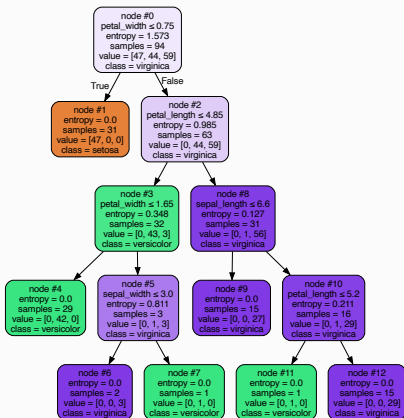 node #0
petal_width ≤ 0.75
entropy = 1.573
samples = 94
value = [47, 44, 59]
class = virginica
True
False
node #1
entropy = 0.0
samples = 31
value = [47, 0, 0]
class = setosa
node #2
petal_length ≤ 4.85
entropy = 0.985
samples = 63
value = [0, 44, 59]
class = virginica
node #3
petal_width ≤ 1.65
entropy = 0.348
samples = 32
value = [0, 43, 3]
class = versicolor
node #8
sepal_length ≤ 6.6
entropy = 0.127
samples = 31
value = [0, 1, 56]
class = virginica
node #4
entropy = 0.0
samples = 29
value = [0, 42, 0]
class = versicolor
node #5
sepal_width ≤ 3.0
entropy = 0.811
samples = 3
value = [0, 1, 3]
class = virginica
node #9
entropy = 0.0
samples = 15
value = [0, 0, 27]
class = virginica
node #10
petal_length ≤ 5.2
entropy = 0.211
samples = 16
value = [0, 1, 29]
class = virginica
node #6
entropy = 0.0
samples = 2
value = [0, 0, 3]
class = virginica
node #7
entropy = 0.0
samples = 1
value = [0, 1, 0]
class = versicolor
node #11
entropy = 0.0
samples = 1
value = [0, 1, 0]
class = versicolor
node #12
entropy = 0.0
samples = 15
value = [0, 0, 29]
class = virginica